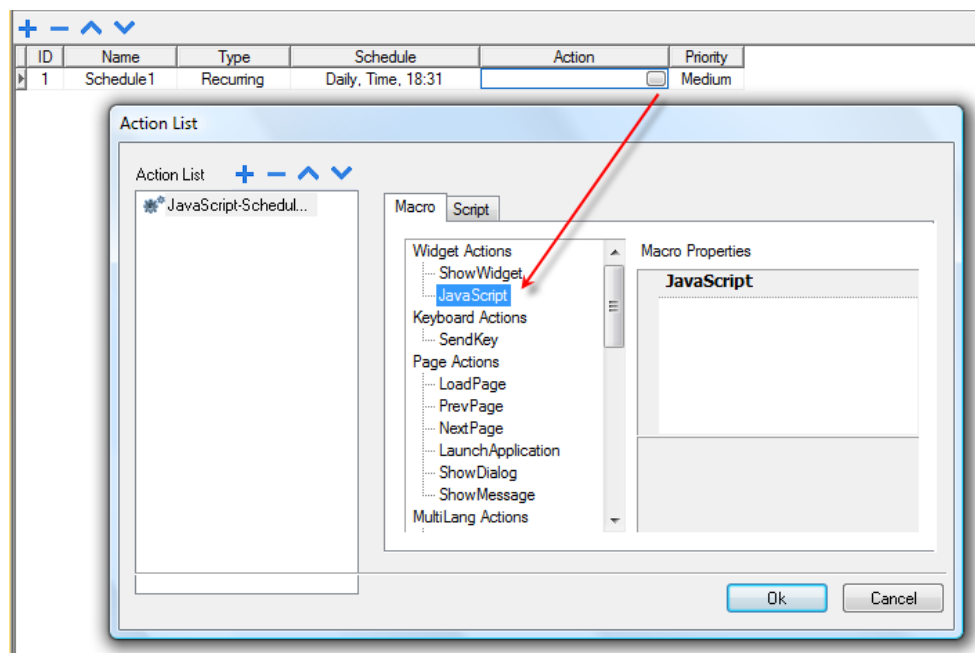 ID Name Type Schedule Action Priority
1 Schedule1 Recurring Daily, Time, 18:31 Medium
Action List
Action List
JavaScript-Schedul...
Macro Script
Widget Actions
ShowWidget
JavaScript
Keyboard Actions
SendKey
Page Actions
LoadPage
PrevPage
NextPage
LaunchApplication
ShowDialog
ShowMessage
MultiLang Actions
Macro Properties
JavaScript
Ok Cancel